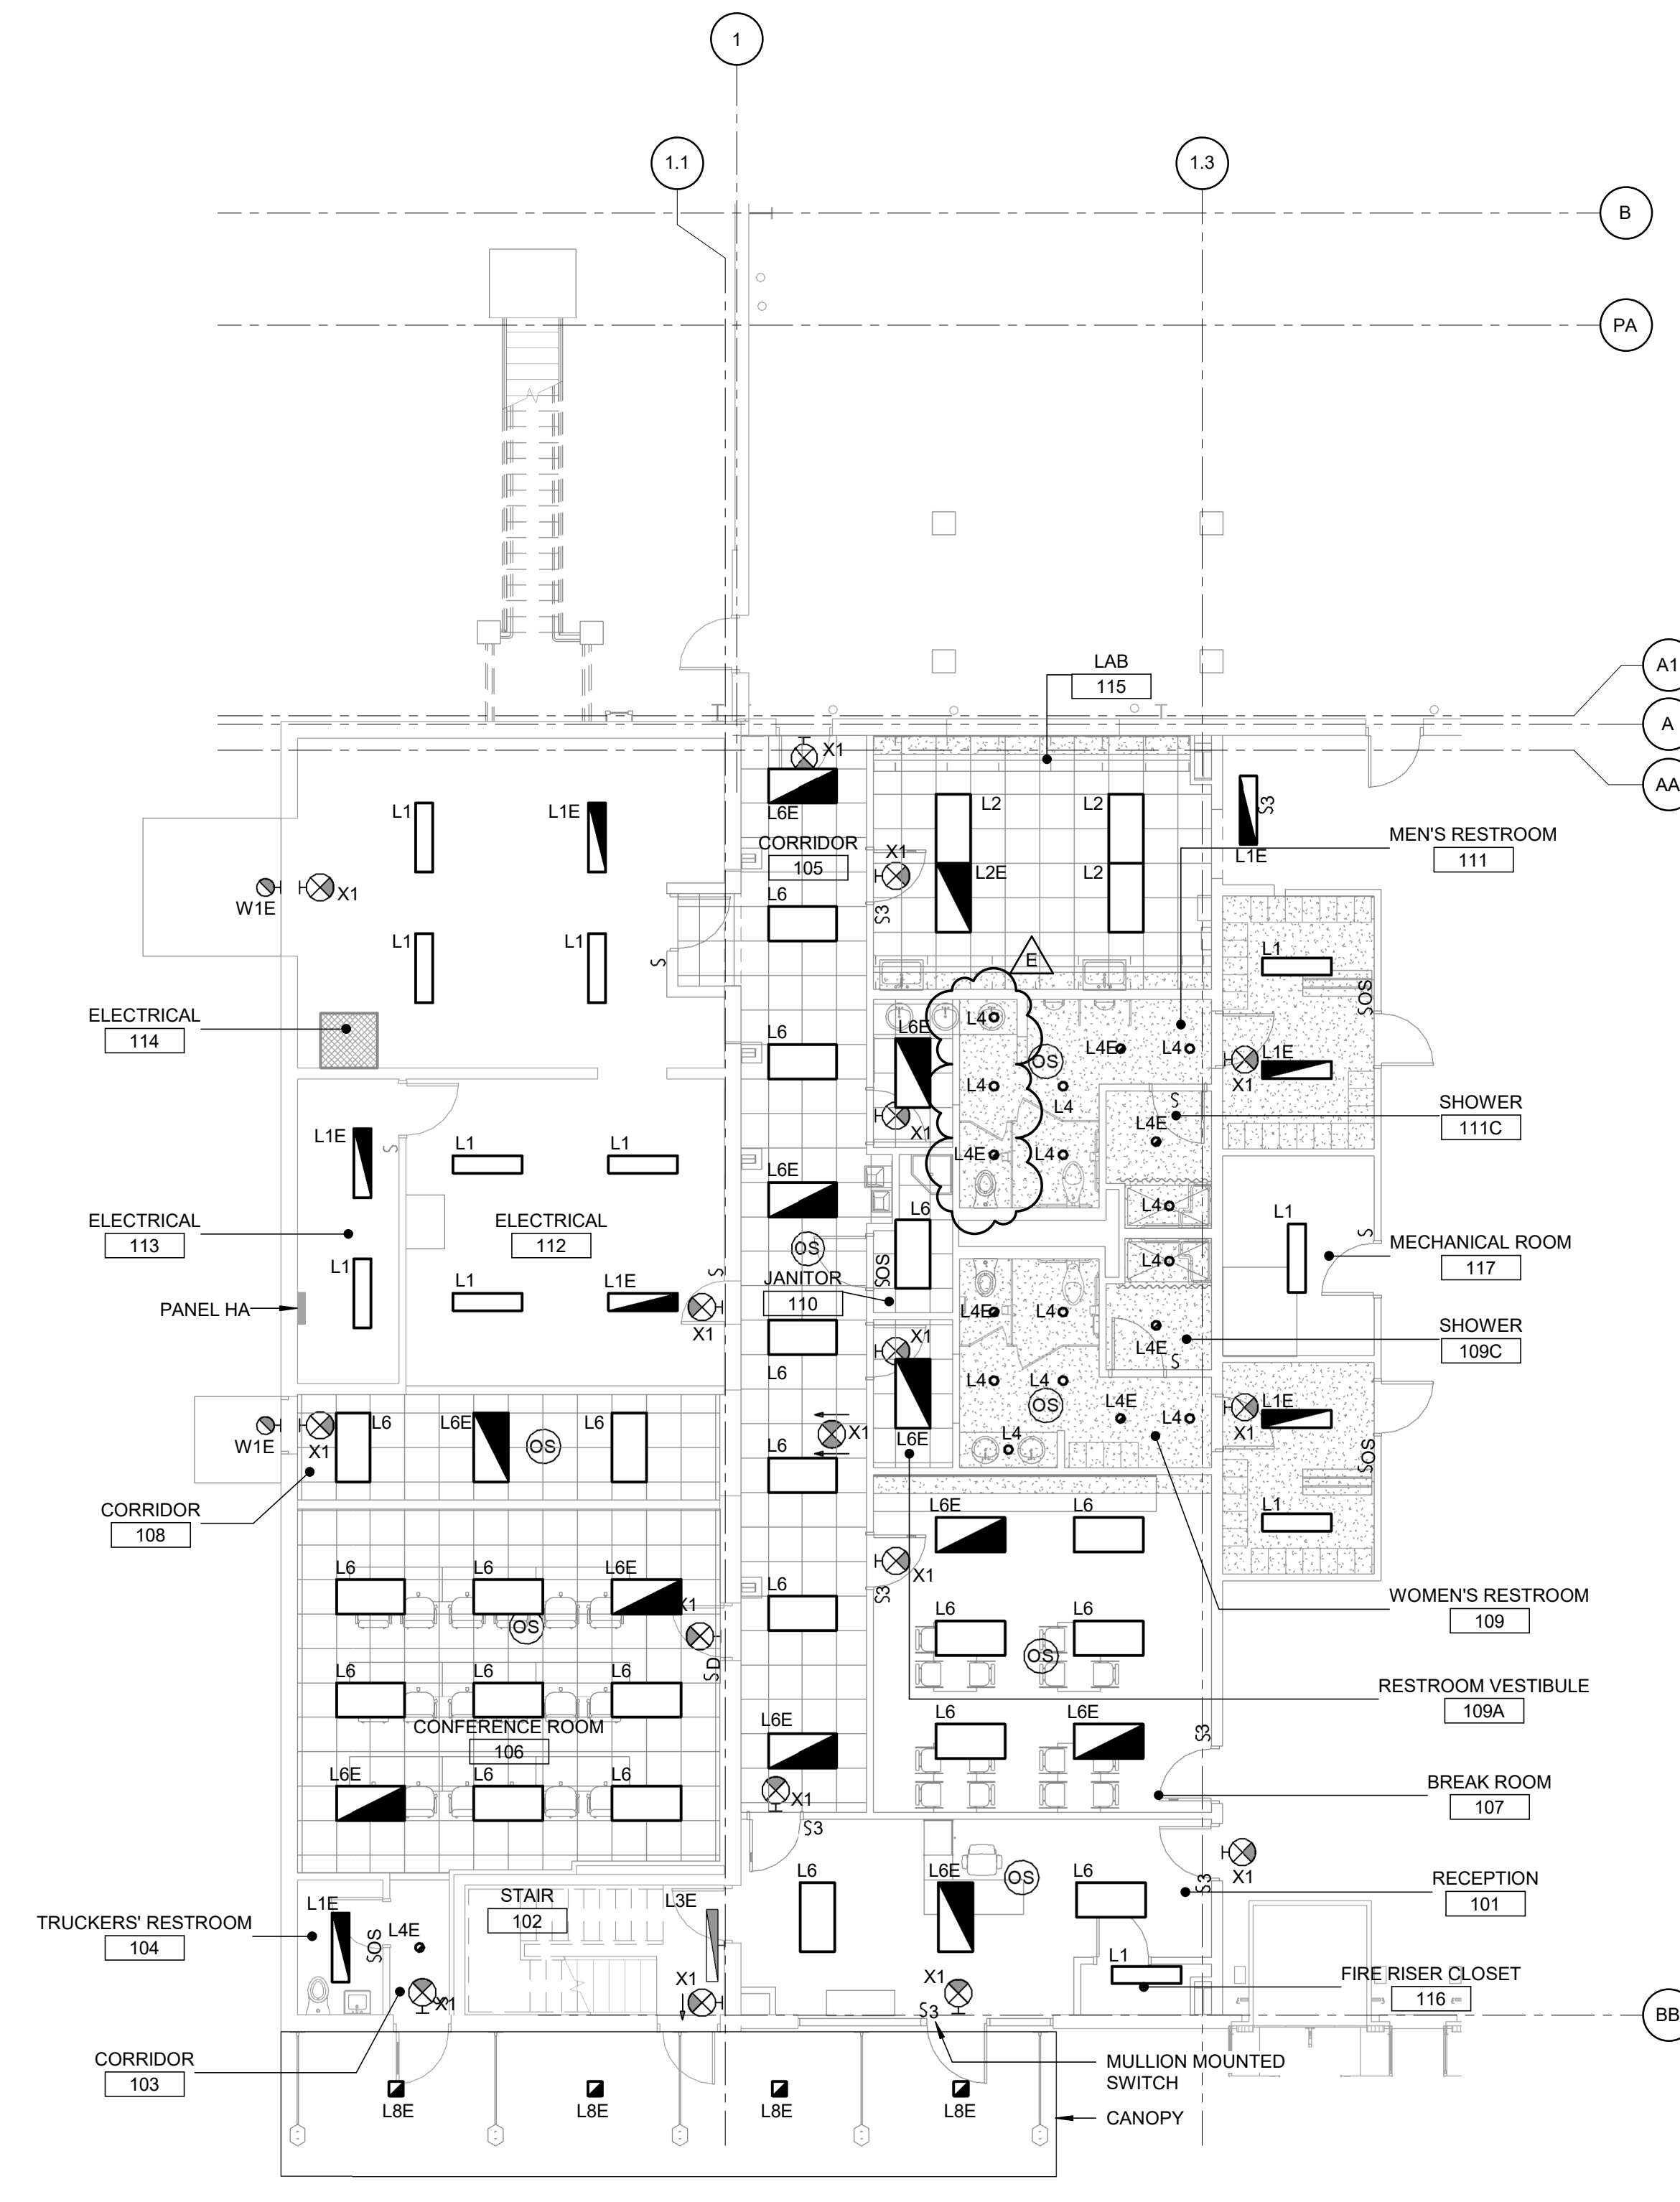 1
1.1
1.3
B
PA
A1
LAB
115
A
X1
AA
L1
L1E
L6E
L2
L2
S3
MEN'S RESTROOM
111
CORRIDOR
105
X1
L1E
W1E
X1
L6
L2E
L2
S3
L1
L1
S
E
L1
SOS
ELECTRICAL
114
L6
L6E
L4
OS
L4E
L4
L1E
X1
L4
L4
S
SHOWER
111C
L1E
S
L1
L1
X1
L4E
L4E
L4
L6E
L4
L6
ELECTRICAL
113
ELECTRICAL
112
OS
L1
S
MECHANICAL ROOM
117
L4
L1
S
JANITOR
110
SOS
PANEL HA
L1
L1E
X1
L4E
L4
SHOWER
109C
X1
L4E
S
L6
L4
L4
OS
L1E
X1
W1E
X1
L6
L6E
OS
L6
X1
L6E
L4E
L4
L4
SOS
L6
CORRIDOR
108
L6E
L6
L1
L6
L6
L6E
X1
X1
S3
L6
WOMEN'S RESTROOM
109
OS
SD
L6
L6
OS
L6
L6
L6
RESTROOM VESTIBULE
109A
CONFERENCE ROOM
106
L6E
L6
L6E
S3
L6E
L6
L6
X1
BREAK ROOM
107
S3
X1
L6
L6E
OS
L6
S3
RECEPTION
101
L1E
STAIR
102
L3E
TRUCKERS' RESTROOM
104
SOS
L4E
L1
X1
S
X1
X1
S3
FIRE RISER CLOSET
116
BB
CORRIDOR
103
MULLION MOUNTED
SWITCH
L8E
L8E
L8E
L8E
CANOPY